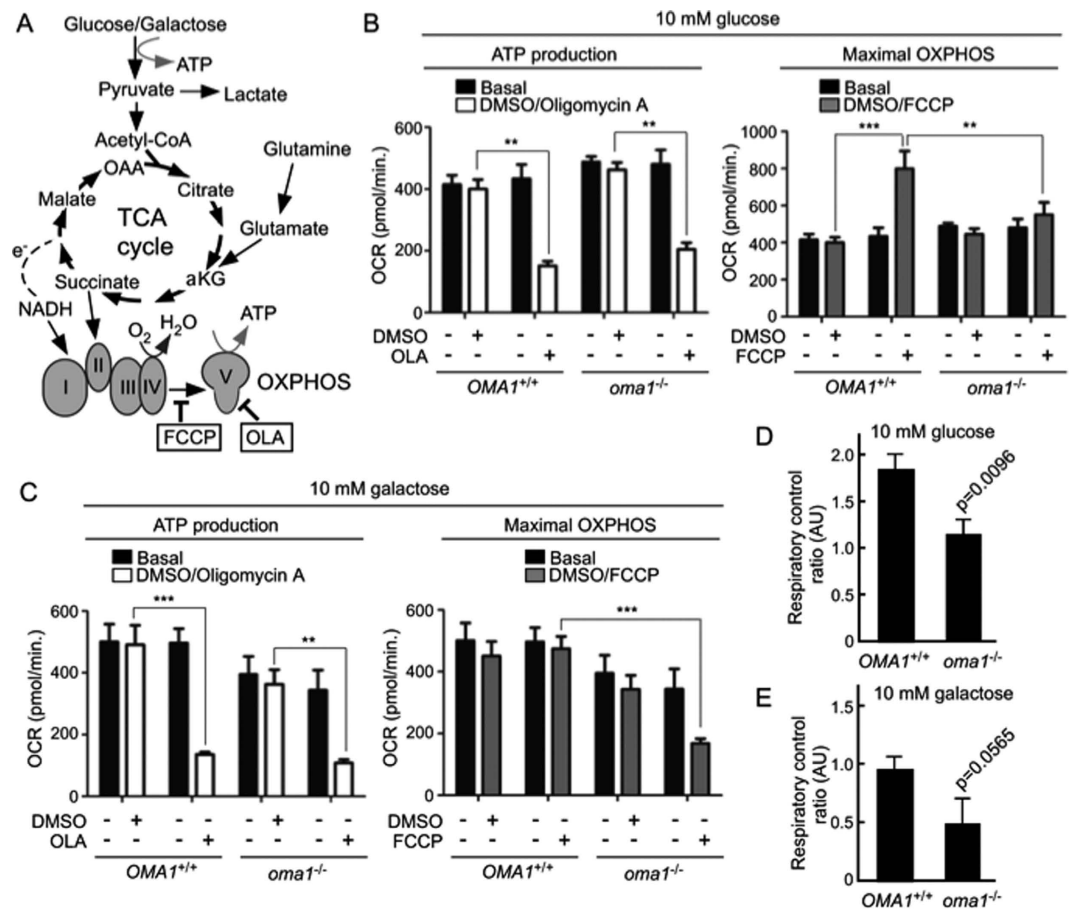 A
Glucose/Galactose
ATP
Pyruvate
Lactate
Acetyl-CoA
OAA
Glutamine
Malate
Citrate
TCA
cycle
Glutamate
e-
Succinate
aKG
NADH
O2
H2O
ATP
I
II
III
IV
V
OXPHOS
FCCP
OLA
B
10 mM glucose
ATP production
Basal
DMSO/Oligomycin A
OCR (pmol/min.)
600
400
200
0
**
**
DMSO - + - - - + - -
OLA - - - + - - - +
OMA1+/+ oma1-/-
Maximal OXPHOS
Basal
DMSO/FCCP
OCR (pmol/min.)
1000
800
600
400
200
0
***
**
DMSO - + - - - + - -
FCCP - - - + - - - +
OMA1+/+ oma1-/-
C
10 mM galactose
ATP production
Basal
DMSO/Oligomycin A
OCR (pmol/min.)
600
400
200
0
***
**
DMSO - + - - - + - -
OLA - - - + - - - +
OMA1+/+ oma1-/-
Maximal OXPHOS
Basal
DMSO/FCCP
OCR (pmol/min.)
600
400
200
0
***
DMSO - + - - - + - -
FCCP - - - + - - - +
OMA1+/+ oma1-/-
D
10 mM glucose
Respiratory control
ratio (AU)
2.0
1.5
1.0
0.5
0
p=0.0096
OMA1+/+ oma1-/-
E
10 mM galactose
Respiratory control
ratio (AU)
1.5
1.0
0.5
0
p=0.0565
OMA1+/+ oma1-/-